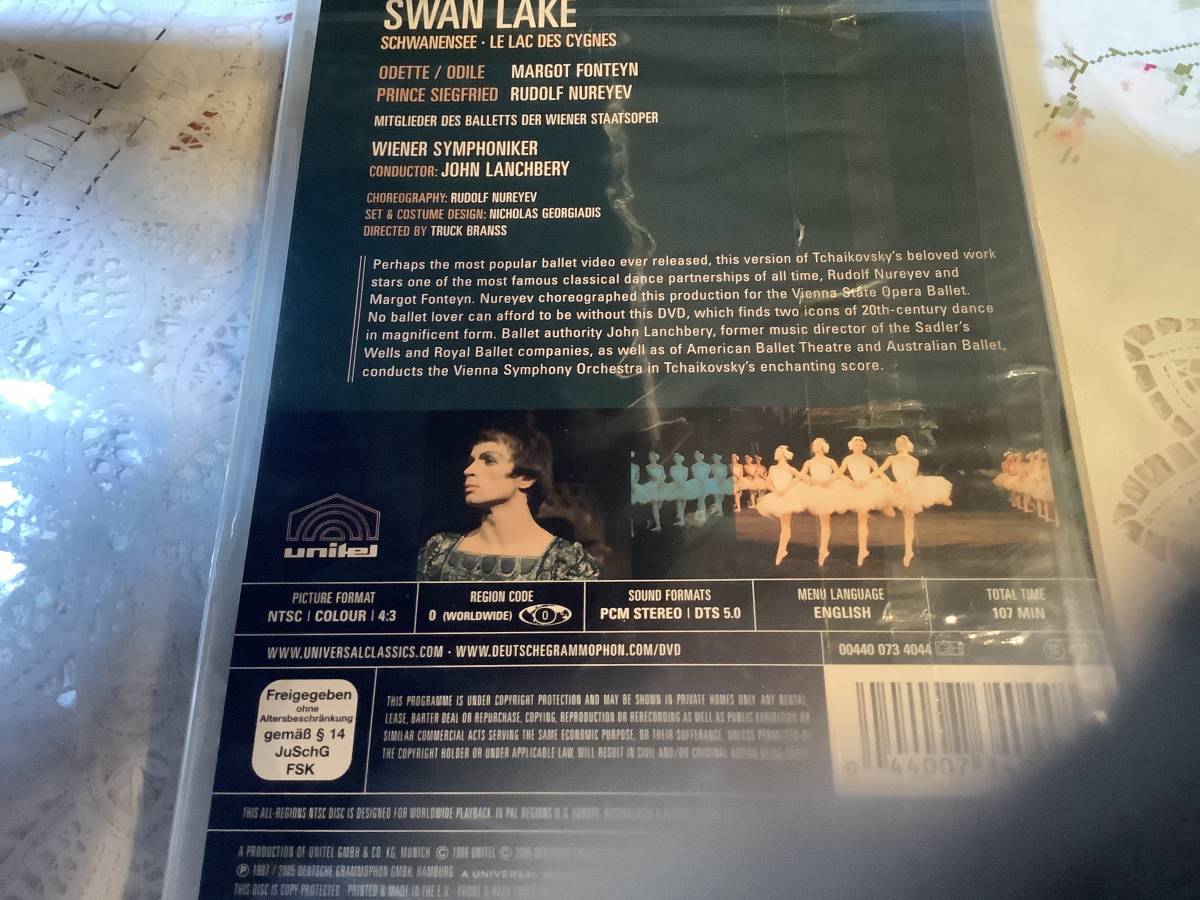 SWAN LAKE
SCHWANENSEE · LE LAC DES CYGNES
ODETTE / ODILE MARGOT FONTEYN
PRINCE SIEGFRIED RUDOLF NUREYEV
MITGLIEDER DES BALLETTS DER WIENER STAATSOPER
WIENER SYMPHONIKER
CONDUCTOR: JOHN LANCHBERY
CHOREOGRAPHY: RUDOLF NUREYEV
SET & COSTUME DESIGN: NICHOLAS GEORGIADIS
DIRECTED BY TRUCK BRANSS
Perhaps the most popular ballet video ever released, this version of Tchaikovsky's beloved work
stars one of the most famous classical dance partnerships of all time, Rudolf Nureyev and
Margot Fonteyn. Nureyev choreographed this production for the Vienna State Opera Ballet.
No ballet lover can afford to be without this DVD, which finds two icons of 20th-century dance
in magnificent form. Ballet authority John Lanchbery, former music director of the Sadler's
Wells and Royal Ballet companies, as well as of American Ballet Theatre and Australian Ballet,
conducts the Vienna Symphony Orchestra in Tchaikovsky's enchanting score.
unitel
PICTURE FORMAT
NTSC | COLOUR | 4:3
REGION CODE
0 (WORLDWIDE) 0
SOUND FORMATS
PCM STEREO | DTS 5.0
MENU LANGUAGE
ENGLISH
TOTAL TIME
107 MIN
WWW.UNIVERSALCLASSICS.COM · WWW.DEUTSCHEGRAMMOPHON.COM/DVD
00440 073 4044
Freigegeben
ohne
Altersbeschränkung
gemäß § 14
JuSchG
FSK
THIS PROGRAMME IS UNDER COPYRIGHT PROTECTION AND MAY BE SHOWN IN PRIVATE HOMES ONLY. ANY RENTAL,
LEASE, BARTER DEAL OR REPURCHASE, COPYING, REPRODUCTION OR RERECORDING AS WELL AS PUBLIC EXHIBITION OR
SIMILAR COMMERCIAL ACTS SERVING THE SAME ECONOMIC PURPOSE, OR THEIR SUFFERANCE, UNLESS PERMITTED BY
THE COPYRIGHT HOLDER OR UNDER APPLICABLE LAW, WILL RESULT IN CIVIL AND/OR CRIMINAL ACTION BEING
0 44007
THIS ALL-REGIONS NTSC DISC IS DESIGNED FOR WORLDWIDE PLAYBACK. IN PAL REGIONS (E.G. EUROPE,
A PRODUCTION OF UNITEL GMBH & CO. KG, MUNICH © UNITEL © 2005
℗ 1987 / 2005 DEUTSCHE GRAMMOPHON GMBH, HAMBURG A UNIVERSAL
THIS DISC IS COPY PROTECTED · PRINTED & MADE IN THE E.U.